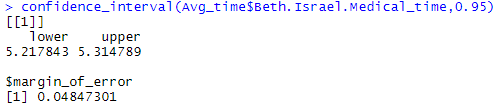 > confidence_interval(Avg_time$Beth.Israel.Medical_time,0.95)
[[1]]
lower upper
5.217843 5.314789
$margin_of_error
[1] 0.04847301